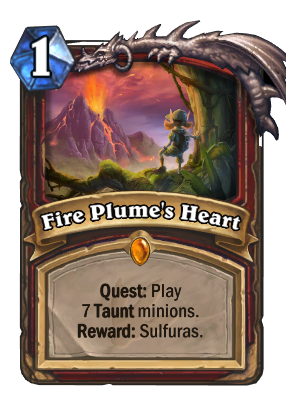 1
Fire Plume's Heart
Quest: Play
7 Taunt minions.
Reward: Sulfuras.